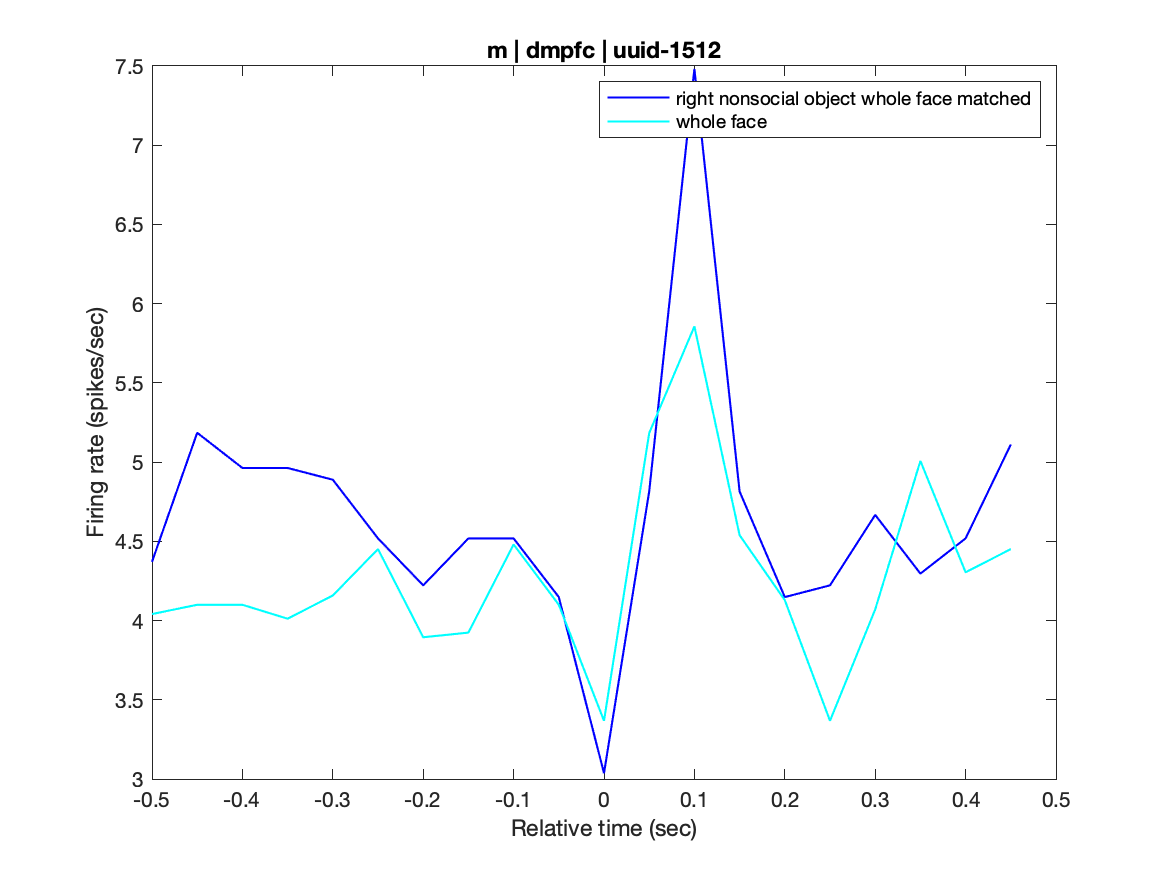 m | dmpfc | uuid-1512
right nonsocial object whole face matched
whole face
Firing rate (spikes/sec)
7.5
7
6.5
6
5.5
5
4.5
4
3.5
3
-0.5 -0.4 -0.3 -0.2 -0.1 0 0.1 0.2 0.3 0.4 0.5
Relative time (sec)